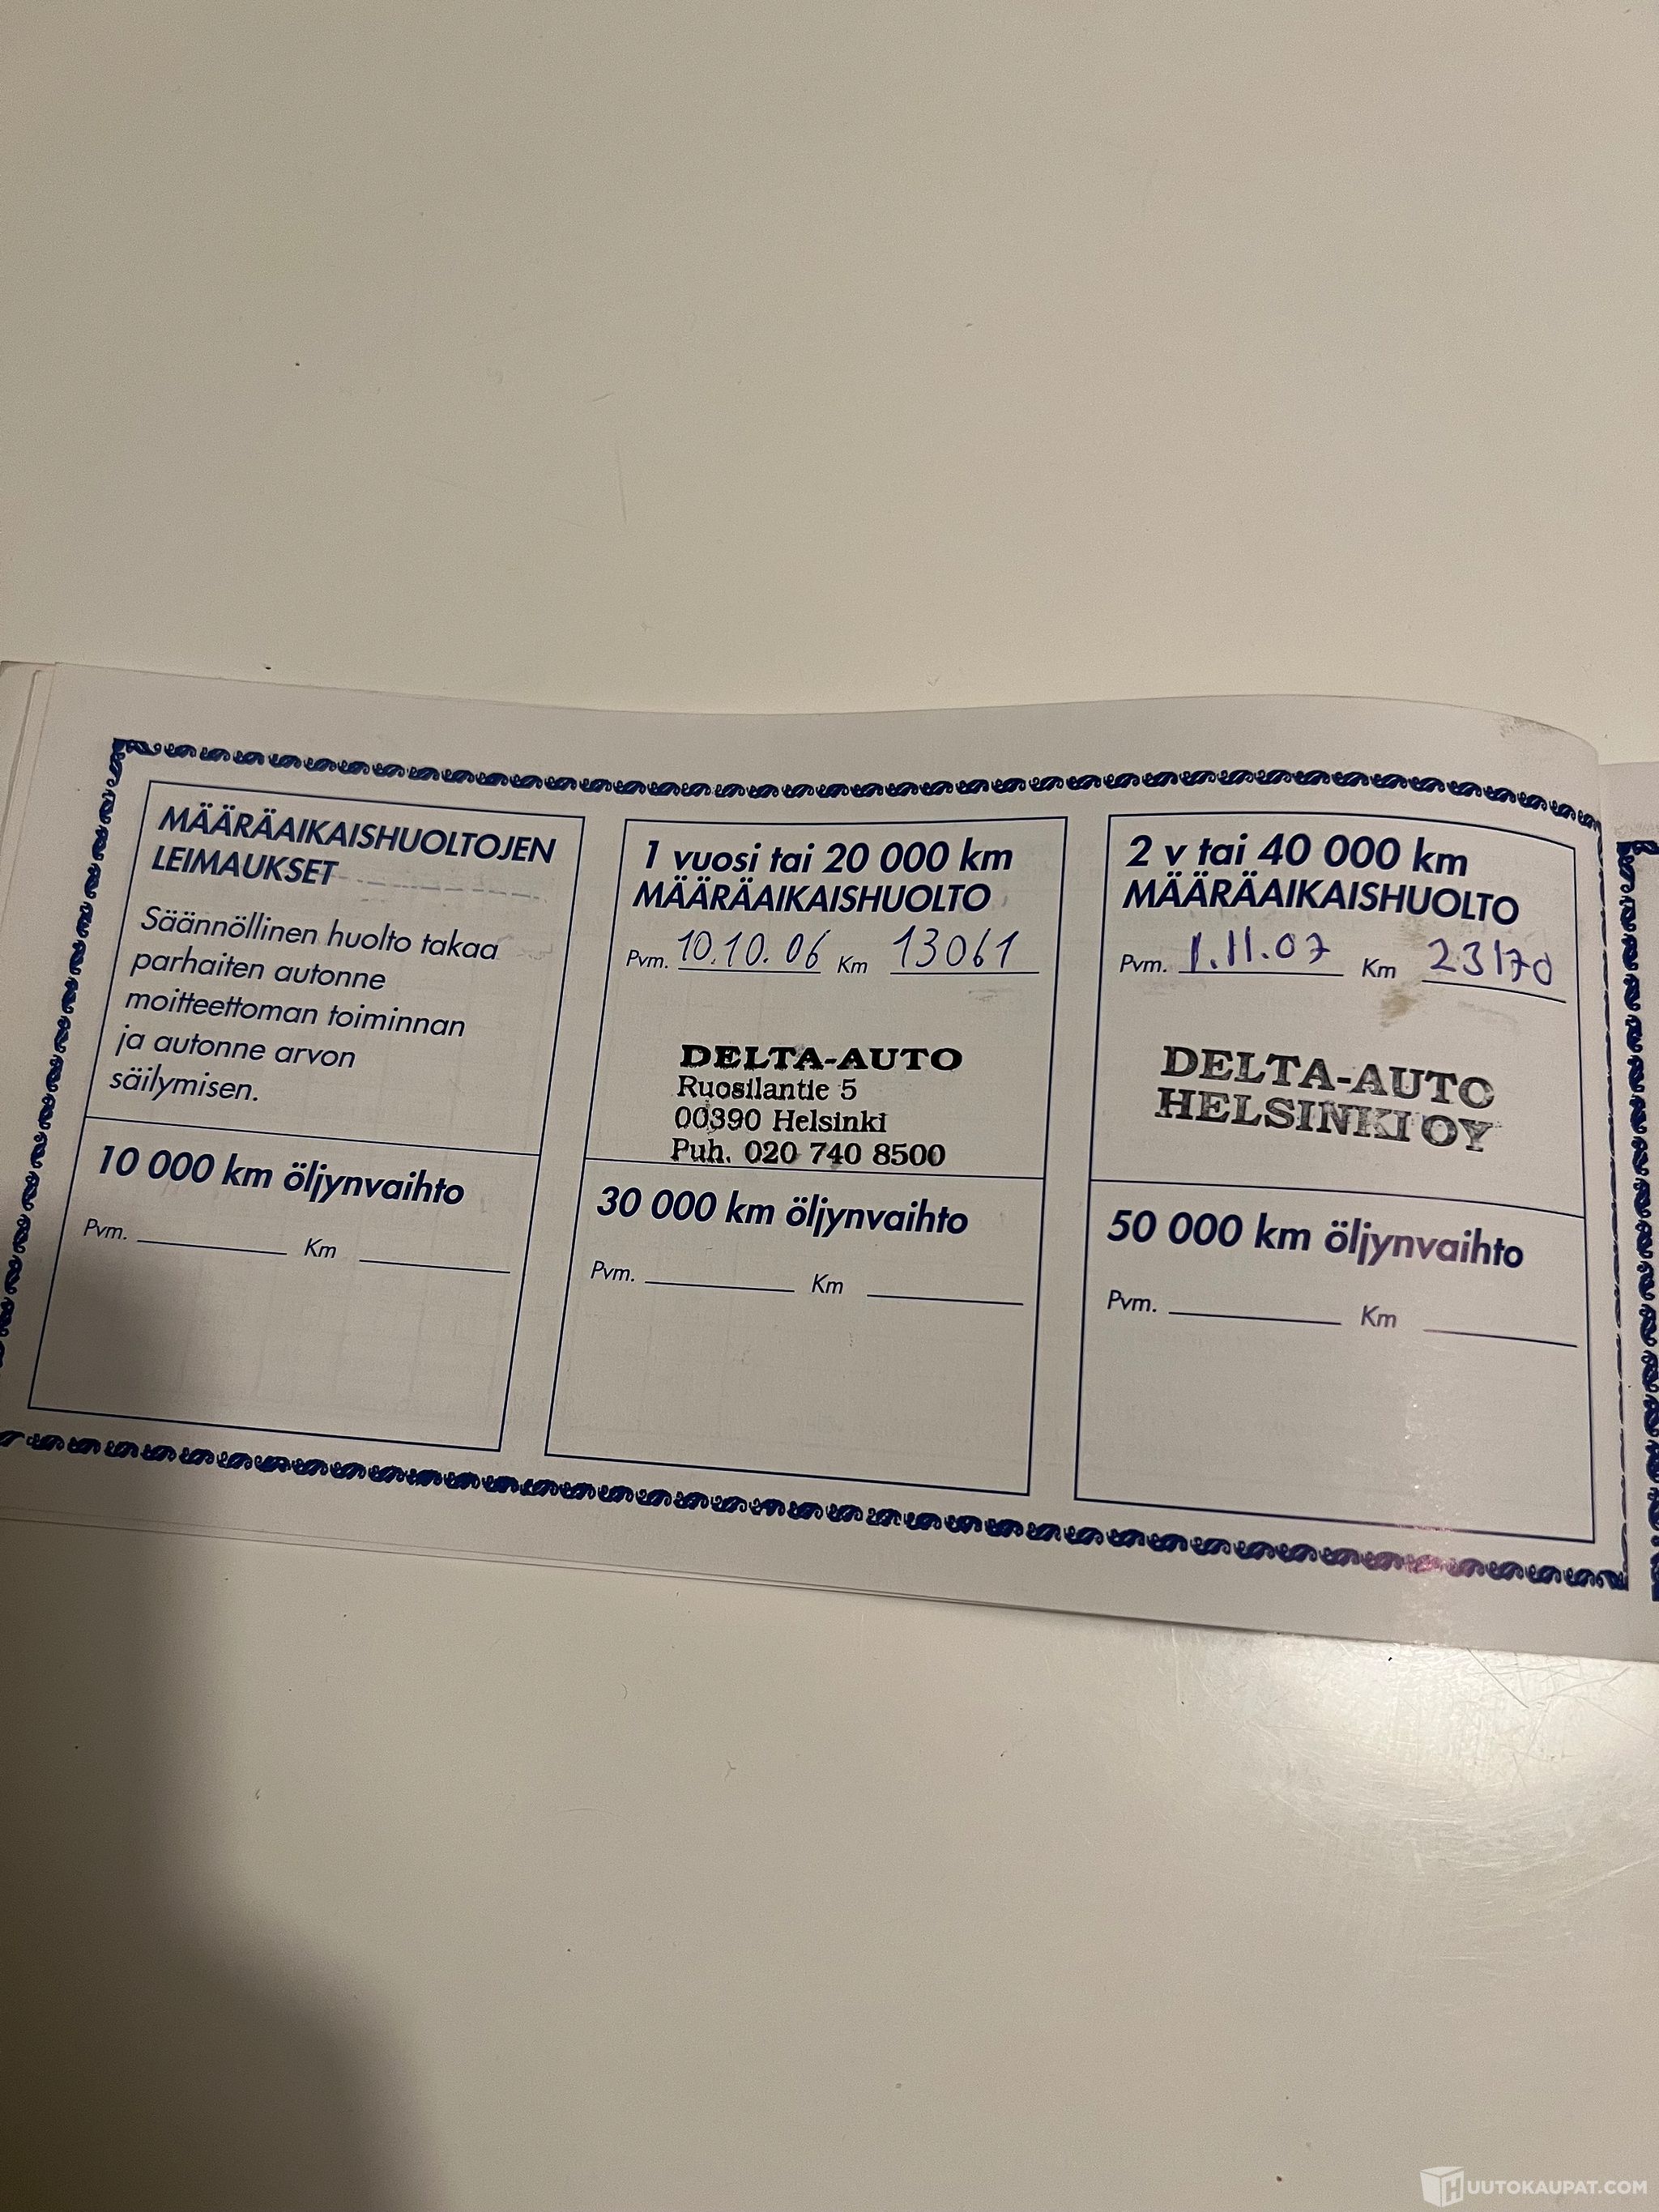 MÄÄRÄAIKAISHUOLTOJEN
LEIMAUKSET
Säännöllinen huolto takaa
parhaiten autonne
moitteettoman toiminnan
ja autonne arvon
säilymisen.
10 000 km öljynvaihto
Pvm. Km
1 vuosi tai 20 000 km
MÄÄRÄAIKAISHUOLTO
Pvm. 10.10.06 Km 13061
DELTA-AUTO
Ruosilantie 5
00390 Helsinki
Puh. 020 740 8500
30 000 km öljynvaihto
Pvm. Km
2 v tai 40 000 km
MÄÄRÄAIKAISHUOLTO
Pvm. 1.11.07 Km 23170
DELTA-AUTO
HELSINKI OY
50 000 km öljynvaihto
Pvm. Km
HUUTOKAUPAT.COM